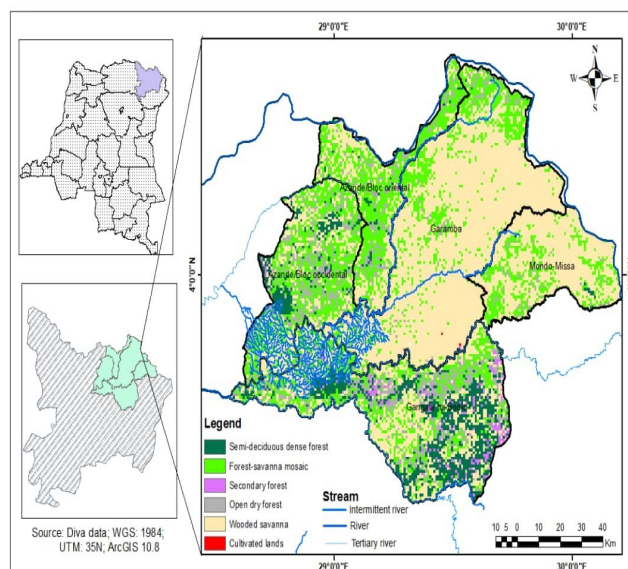 29°0'0"E 30°0'0"E
N
W E
S
Azande/Bloc oriental
Garamba
Mondo-Missa
4°0'0"N
Azande/Bloc occidental
4°0'0"N
Legend
Semi-deciduous dense forest
Forest-savanna mosaic
Secondary forest
Open dry forest
Wooded savanna
Cultivated lands
Stream
Intermittent river
River
Tertiary river
10 5 0 10 20 30 40
Km
Source: Diva data; WGS: 1984;
UTM: 35N; ArcGIS 10.8
29°0'0"E 30°0'0"E